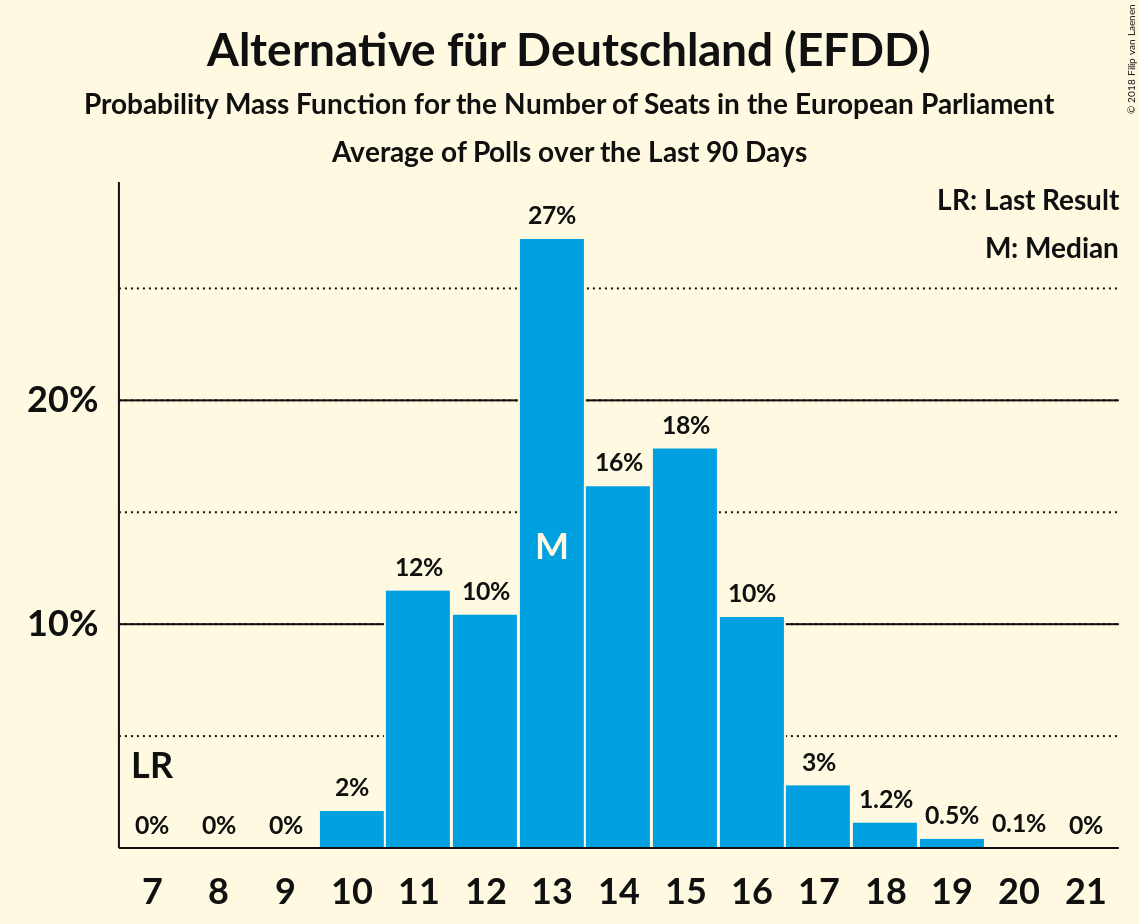 Alternative für Deutschland (EFDD)
Probability Mass Function for the Number of Seats in the European Parliament
Average of Polls over the Last 90 Days
© 2018 Filip van Laenen
LR: Last Result
M: Median
27%
20%
18%
16%
M
12%
10%
10%
10%
LR
3%
2%
1.2%
0.5%
0.1%
0%
0%
0%
0%
7 8 9 10 11 12 13 14 15 16 17 18 19 20 21